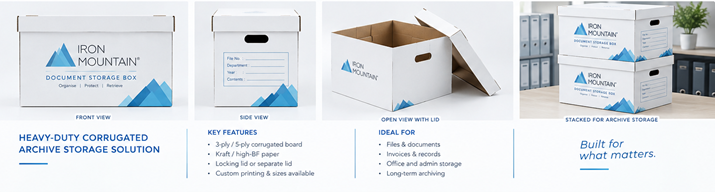 IRON
MOUNTAIN®
DOCUMENT STORAGE BOX
Organize | Protect | Retrieve
FRONT VIEW
File No.
Department
Year
Contents
SIDE VIEW
IRON
MOUNTAIN®
OPEN VIEW WITH LID
IRON
MOUNTAIN®
DOCUMENT STORAGE BOX
IRON
MOUNTAIN®
DOCUMENT STORAGE BOX
STACKED FOR ARCHIVE STORAGE
HEAVY-DUTY CORRUGATED
ARCHIVE STORAGE SOLUTION
KEY FEATURES
• 3-ply / 5-ply corrugated board
• Kraft / high-BF paper
• Locking lid or separate lid
• Custom printing & sizes available
IDEAL FOR
• Files & documents
• Invoices & records
• Office and admin storage
• Long-term archiving
Built for
what matters.